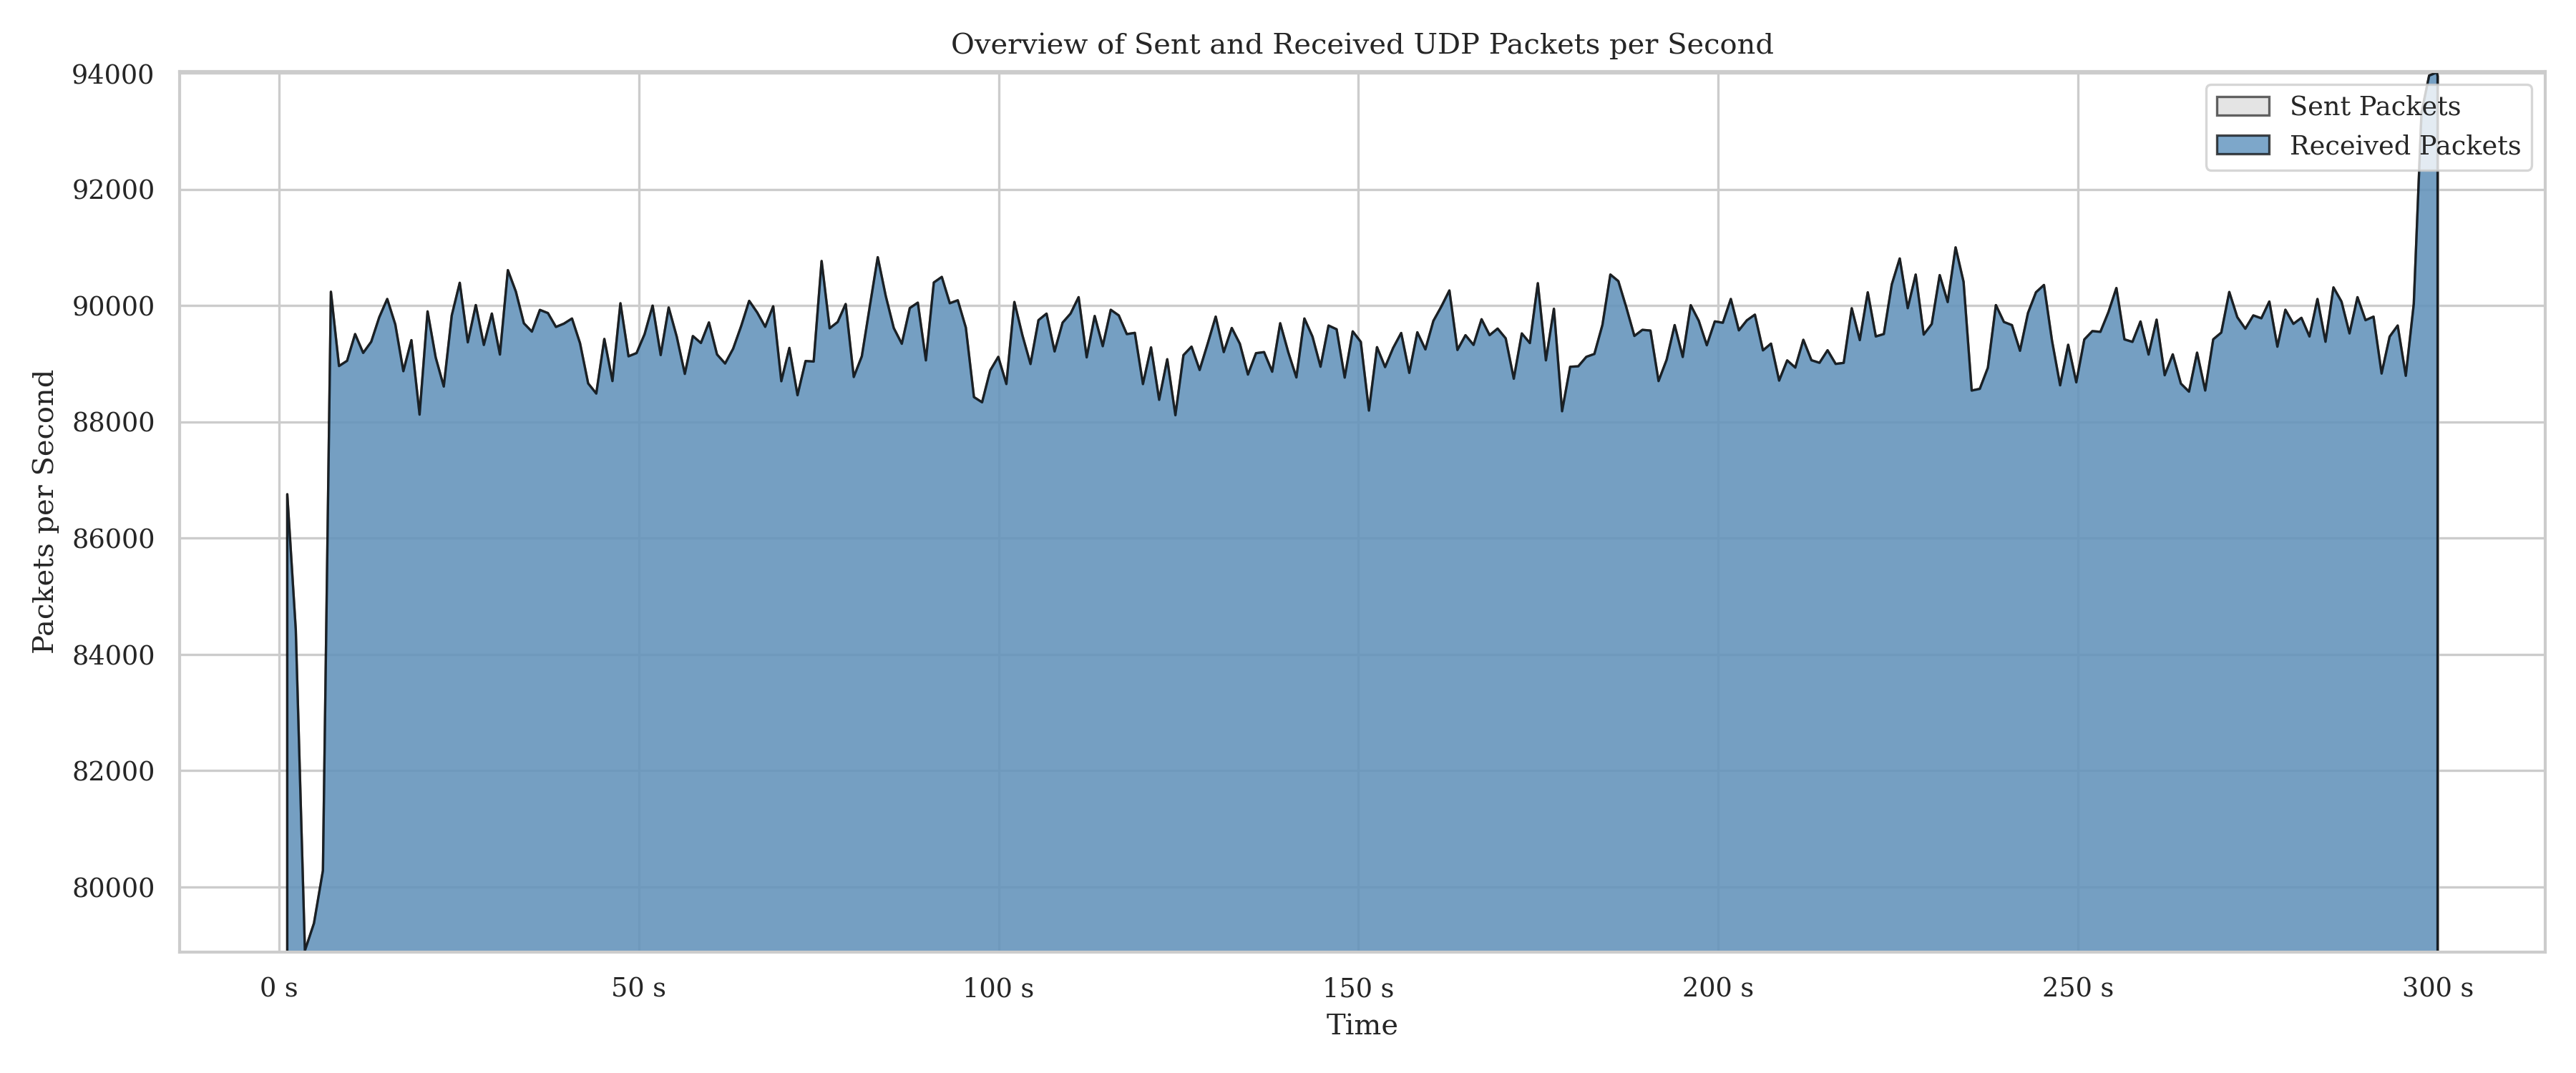 Overview of Sent and Received UDP Packets per Second
94000
92000
90000
88000
86000
84000
82000
80000
Packets per Second
Sent Packets
Received Packets
0 s
50 s
100 s
150 s
200 s
250 s
300 s
Time